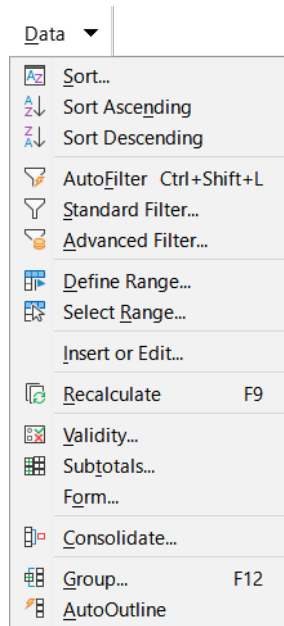 Data
Sort...
Sort Ascending
Sort Descending
AutoFilter Ctrl+Shift+L
Standard Filter...
Advanced Filter...
Define Range...
Select Range...
Insert or Edit...
Recalculate F9
Validity...
Subtotals...
Form...
Consolidate...
Group... F12
AutoOutline